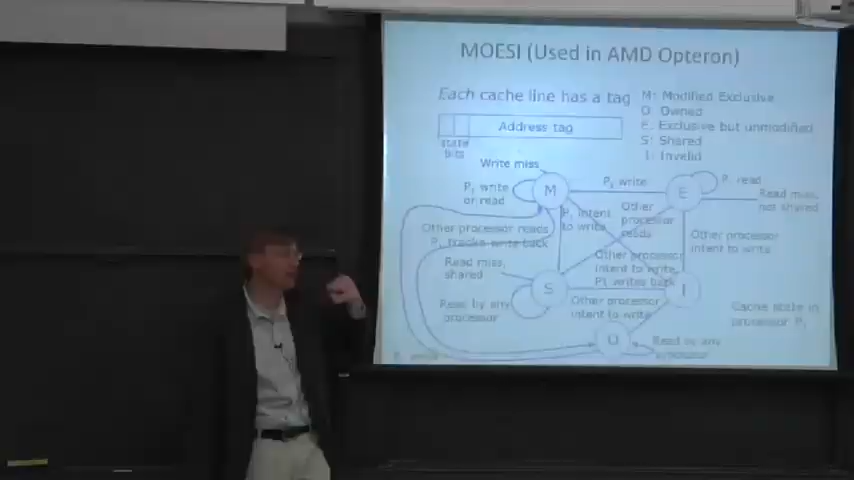 MOESI (Used in AMD Opteron)
Each cache line has a tag
Address tag
state
bits
M: Modified Exclusive
O: Owned
E: Exclusive but unmodified
S: Shared
I: Invalid
Write miss
M
P₁ write
or read
P₁ write
E
P₁ read
Read miss,
not shared
Other
processor
reads
P₁ intent
to write
Other processor reads
P₁ tracks write back
Other processor
intent to write
Read miss,
shared
Other processor
intent to write,
P₁ writes back
S
I
Read by any
processor
Other processor
intent to write
Cache state in
processor P₁
O
Read by any
processor